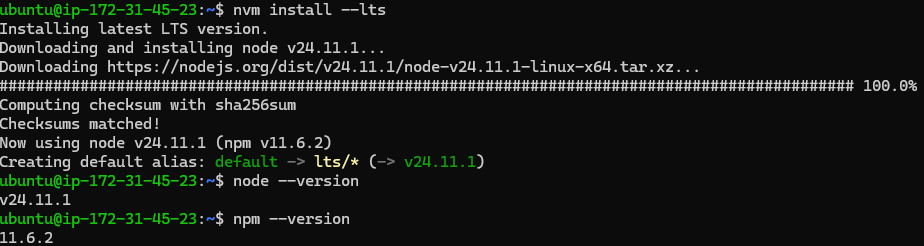 ubuntu@ip-172-31-45-23:~$ nvm install --lts
Installing latest LTS version.
Downloading and installing node v24.11.1...
Downloading https://nodejs.org/dist/v24.11.1/node-v24.11.1-linux-x64.tar.xz...
############################################################################################### 100.0%
Computing checksum with sha256sum
Checksums matched!
Now using node v24.11.1 (npm v11.6.2)
Creating default alias: default -> lts/* (-> v24.11.1)
ubuntu@ip-172-31-45-23:~$ node --version
v24.11.1
ubuntu@ip-172-31-45-23:~$ npm --version
11.6.2